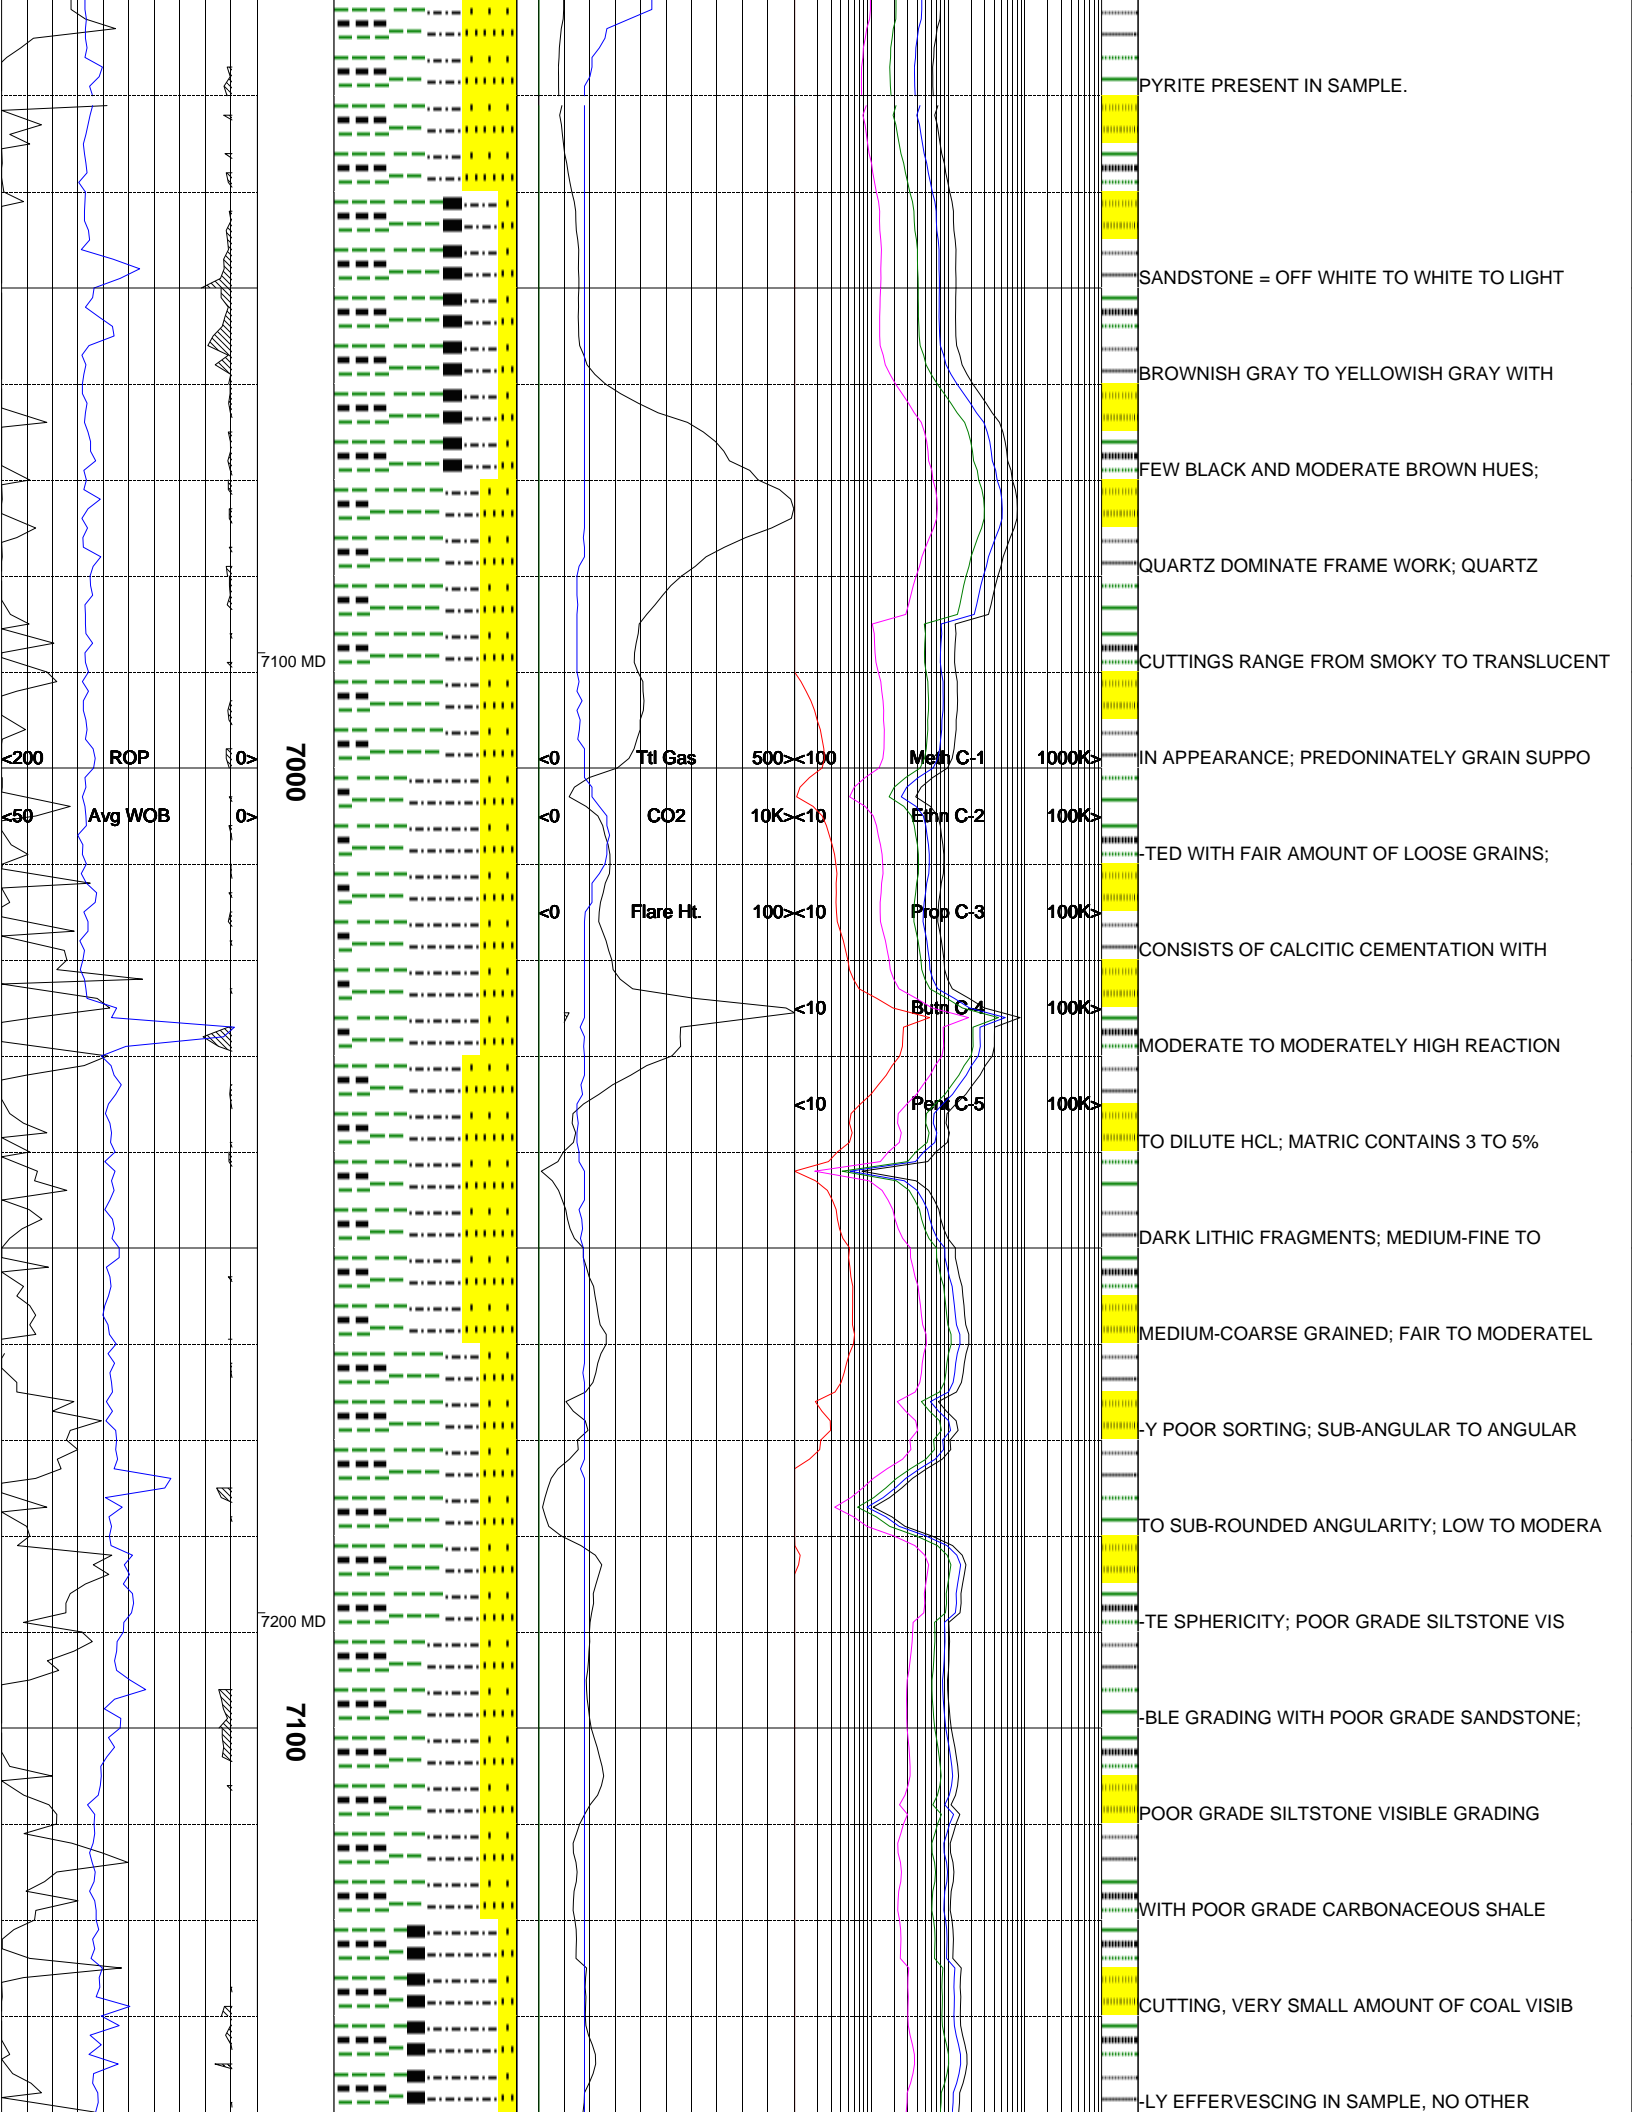 PYRITE PRESENT IN SAMPLE.
SANDSTONE = OFF WHITE TO WHITE TO LIGHT
BROWNISH GRAY TO YELLOWISH GRAY WITH
FEW BLACK AND MODERATE BROWN HUES;
QUARTZ DOMINATE FRAME WORK; QUARTZ
7100 MD
CUTTINGS RANGE FROM SMOKY TO TRANSLUCENT
<200 ROP 0>
7000
<0 Ttl Gas 500>
<100 Meth C-1 1000K>
IN APPEARANCE; PREDONINATELY GRAIN SUPPO
<50 Avg WOB 0>
<0 CO2 10K>
<10 Ethn C-2 100K>
-TED WITH FAIR AMOUNT OF LOOSE GRAINS;
<0 Flare Ht. 100>
<10 Prop C-3 100K>
CONSISTS OF CALCITIC CEMENTATION WITH
<10 Butn C-4 100K>
MODERATE TO MODERATELY HIGH REACTION
<10 Pent C-5 100K>
TO DILUTE HCL; MATRIC CONTAINS 3 TO 5%
DARK LITHIC FRAGMENTS; MEDIUM-FINE TO
MEDIUM-COARSE GRAINED; FAIR TO MODERATEL
-Y POOR SORTING; SUB-ANGULAR TO ANGULAR
TO SUB-ROUNDED ANGULARITY; LOW TO MODERA
7200 MD
-TE SPHERICITY; POOR GRADE SILTSTONE VIS
7100
-BLE GRADING WITH POOR GRADE SANDSTONE;
POOR GRADE SILTSTONE VISIBLE GRADING
WITH POOR GRADE CARBONACEOUS SHALE
CUTTING, VERY SMALL AMOUNT OF COAL VISIB
-LY EFFERVESCING IN SAMPLE, NO OTHER